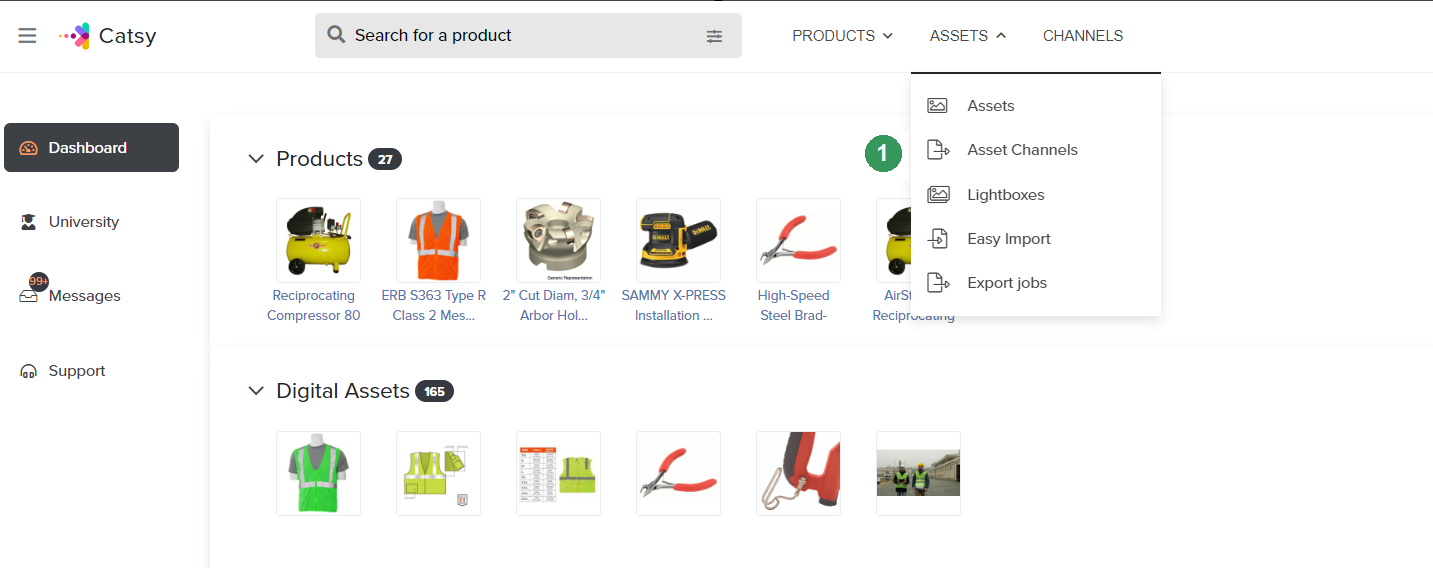 Catsy
Search for a product
PRODUCTS
ASSETS
CHANNELS
Assets
1
Asset Channels
Lightboxes
Easy Import
Export jobs
Dashboard
University
99+
Messages
Support
Products 27
Generic Representation
DEWALT
Reciprocating
Compressor 80
ERB S363 Type R
Class 2 Mes...
2" Cut Diam, 3/4"
Arbor Hol...
SAMMY X-PRESS
Installation ...
High-Speed
Steel Brad-
AirSt
Reciprocating
Digital Assets 165